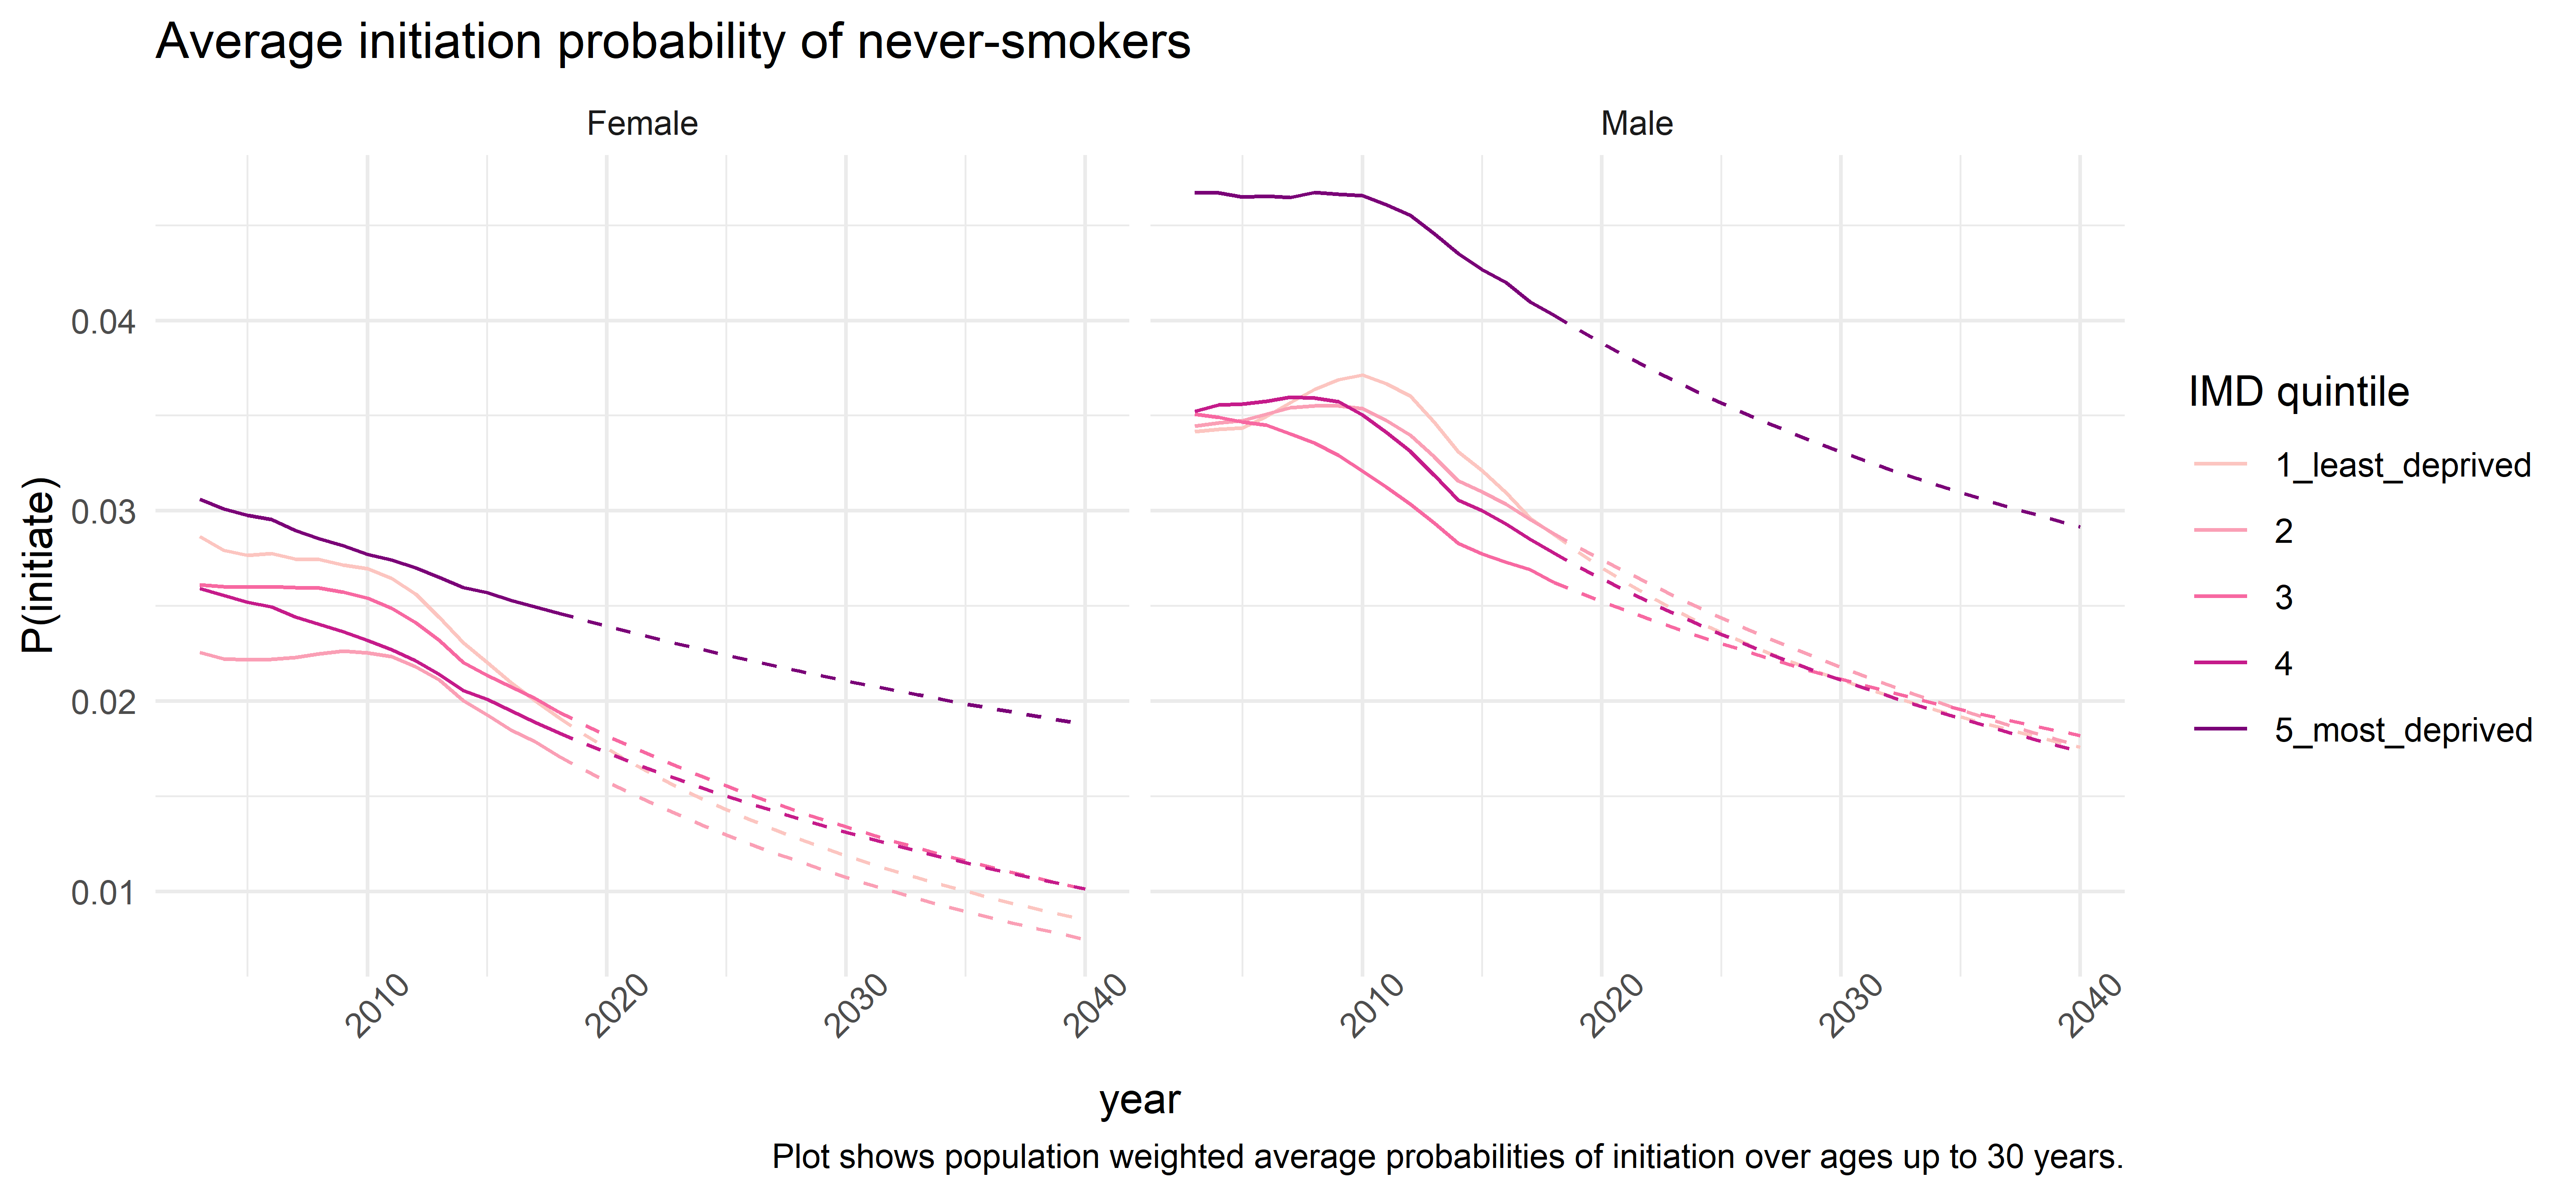 Average initiation probability of never-smokers
Female
Male
P(initiate)
0.04
0.03
0.02
0.01
2010
2020
2030
2040
2010
2020
2030
2040
year
IMD quintile
1_least_deprived
2
3
4
5_most_deprived
Plot shows population weighted average probabilities of initiation over ages up to 30 years.